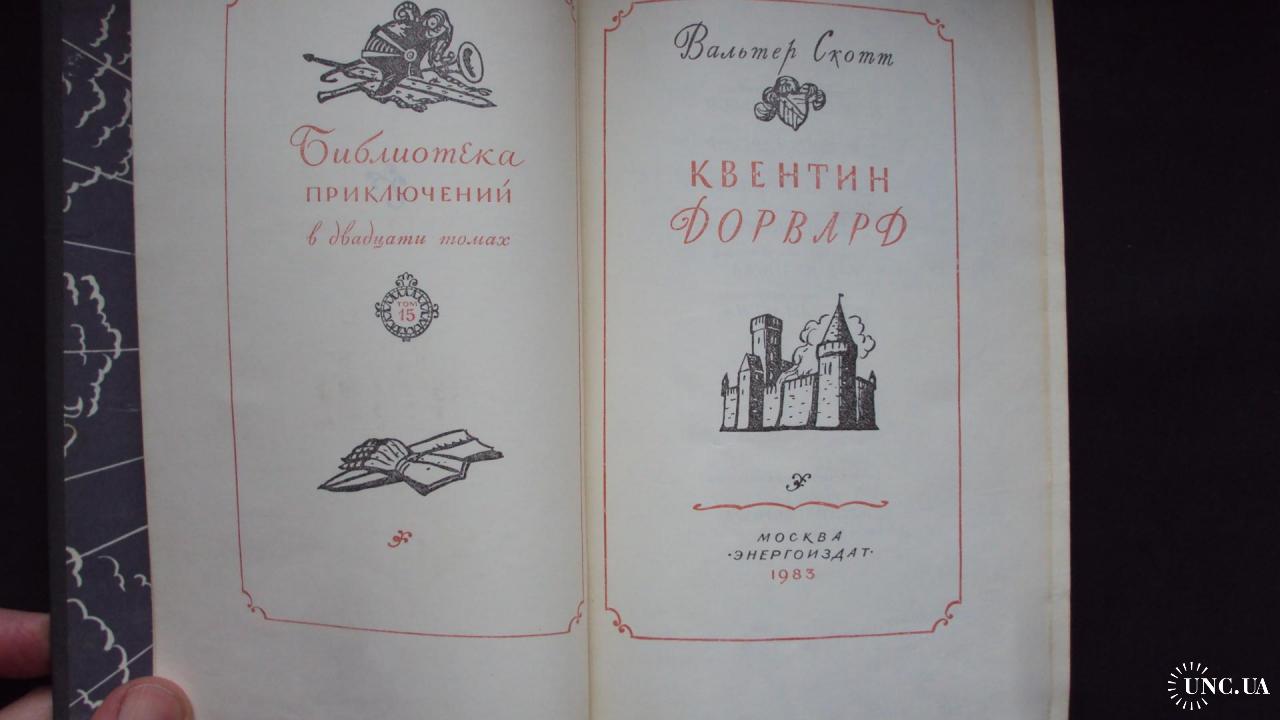 Библиотека
ПРИКЛЮЧЕНИЙ
в двадцати томах
ТОМ
15
Вальтер Скотт
КВЕНТИН
ДОРВАРД
МОСКВА
·ЭНЕРГОИЗДАТ·
1983
UNC.UA